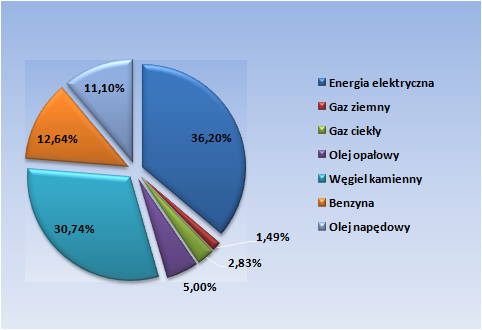 11,10%
36,20%
12,64%
30,74%
1,49%
2,83%
5,00%
Energia elektryczna
Gaz ziemny
Gaz ciekły
Olej opałowy
Węgiel kamienny
Benzyna
Olej napędowy